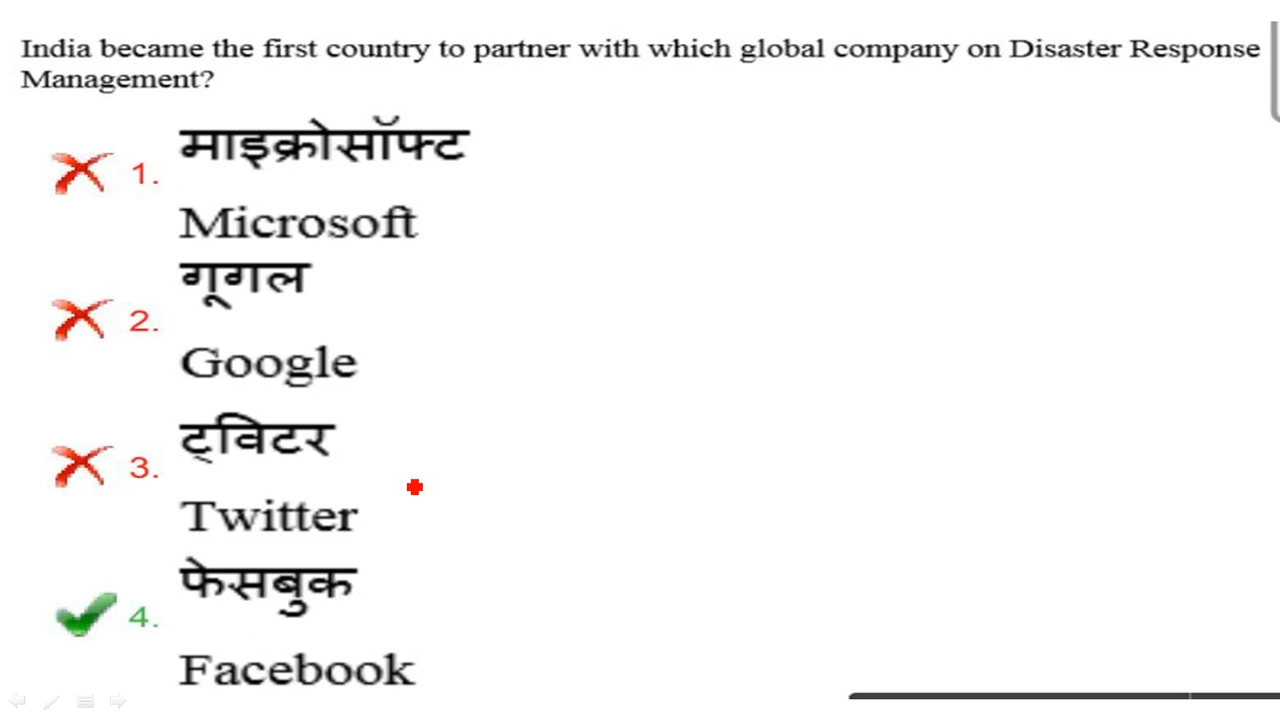 India became the first country to partner with which global company on Disaster Response
Management?
माइक्रोसॉफ्ट
1.
Microsoft
गूगल
2.
Google
ट्विटर
3.
Twitter
फेसबुक
4.
Facebook